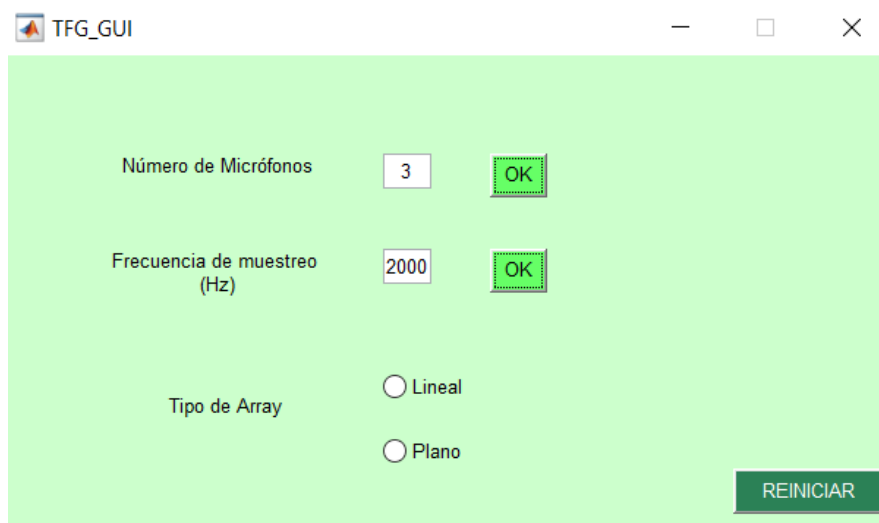 TFG_GUI
Número de Micrófonos
3
OK
Frecuencia de muestreo
(Hz)
2000
OK
Tipo de Array
Lineal
Plano
REINICIAR